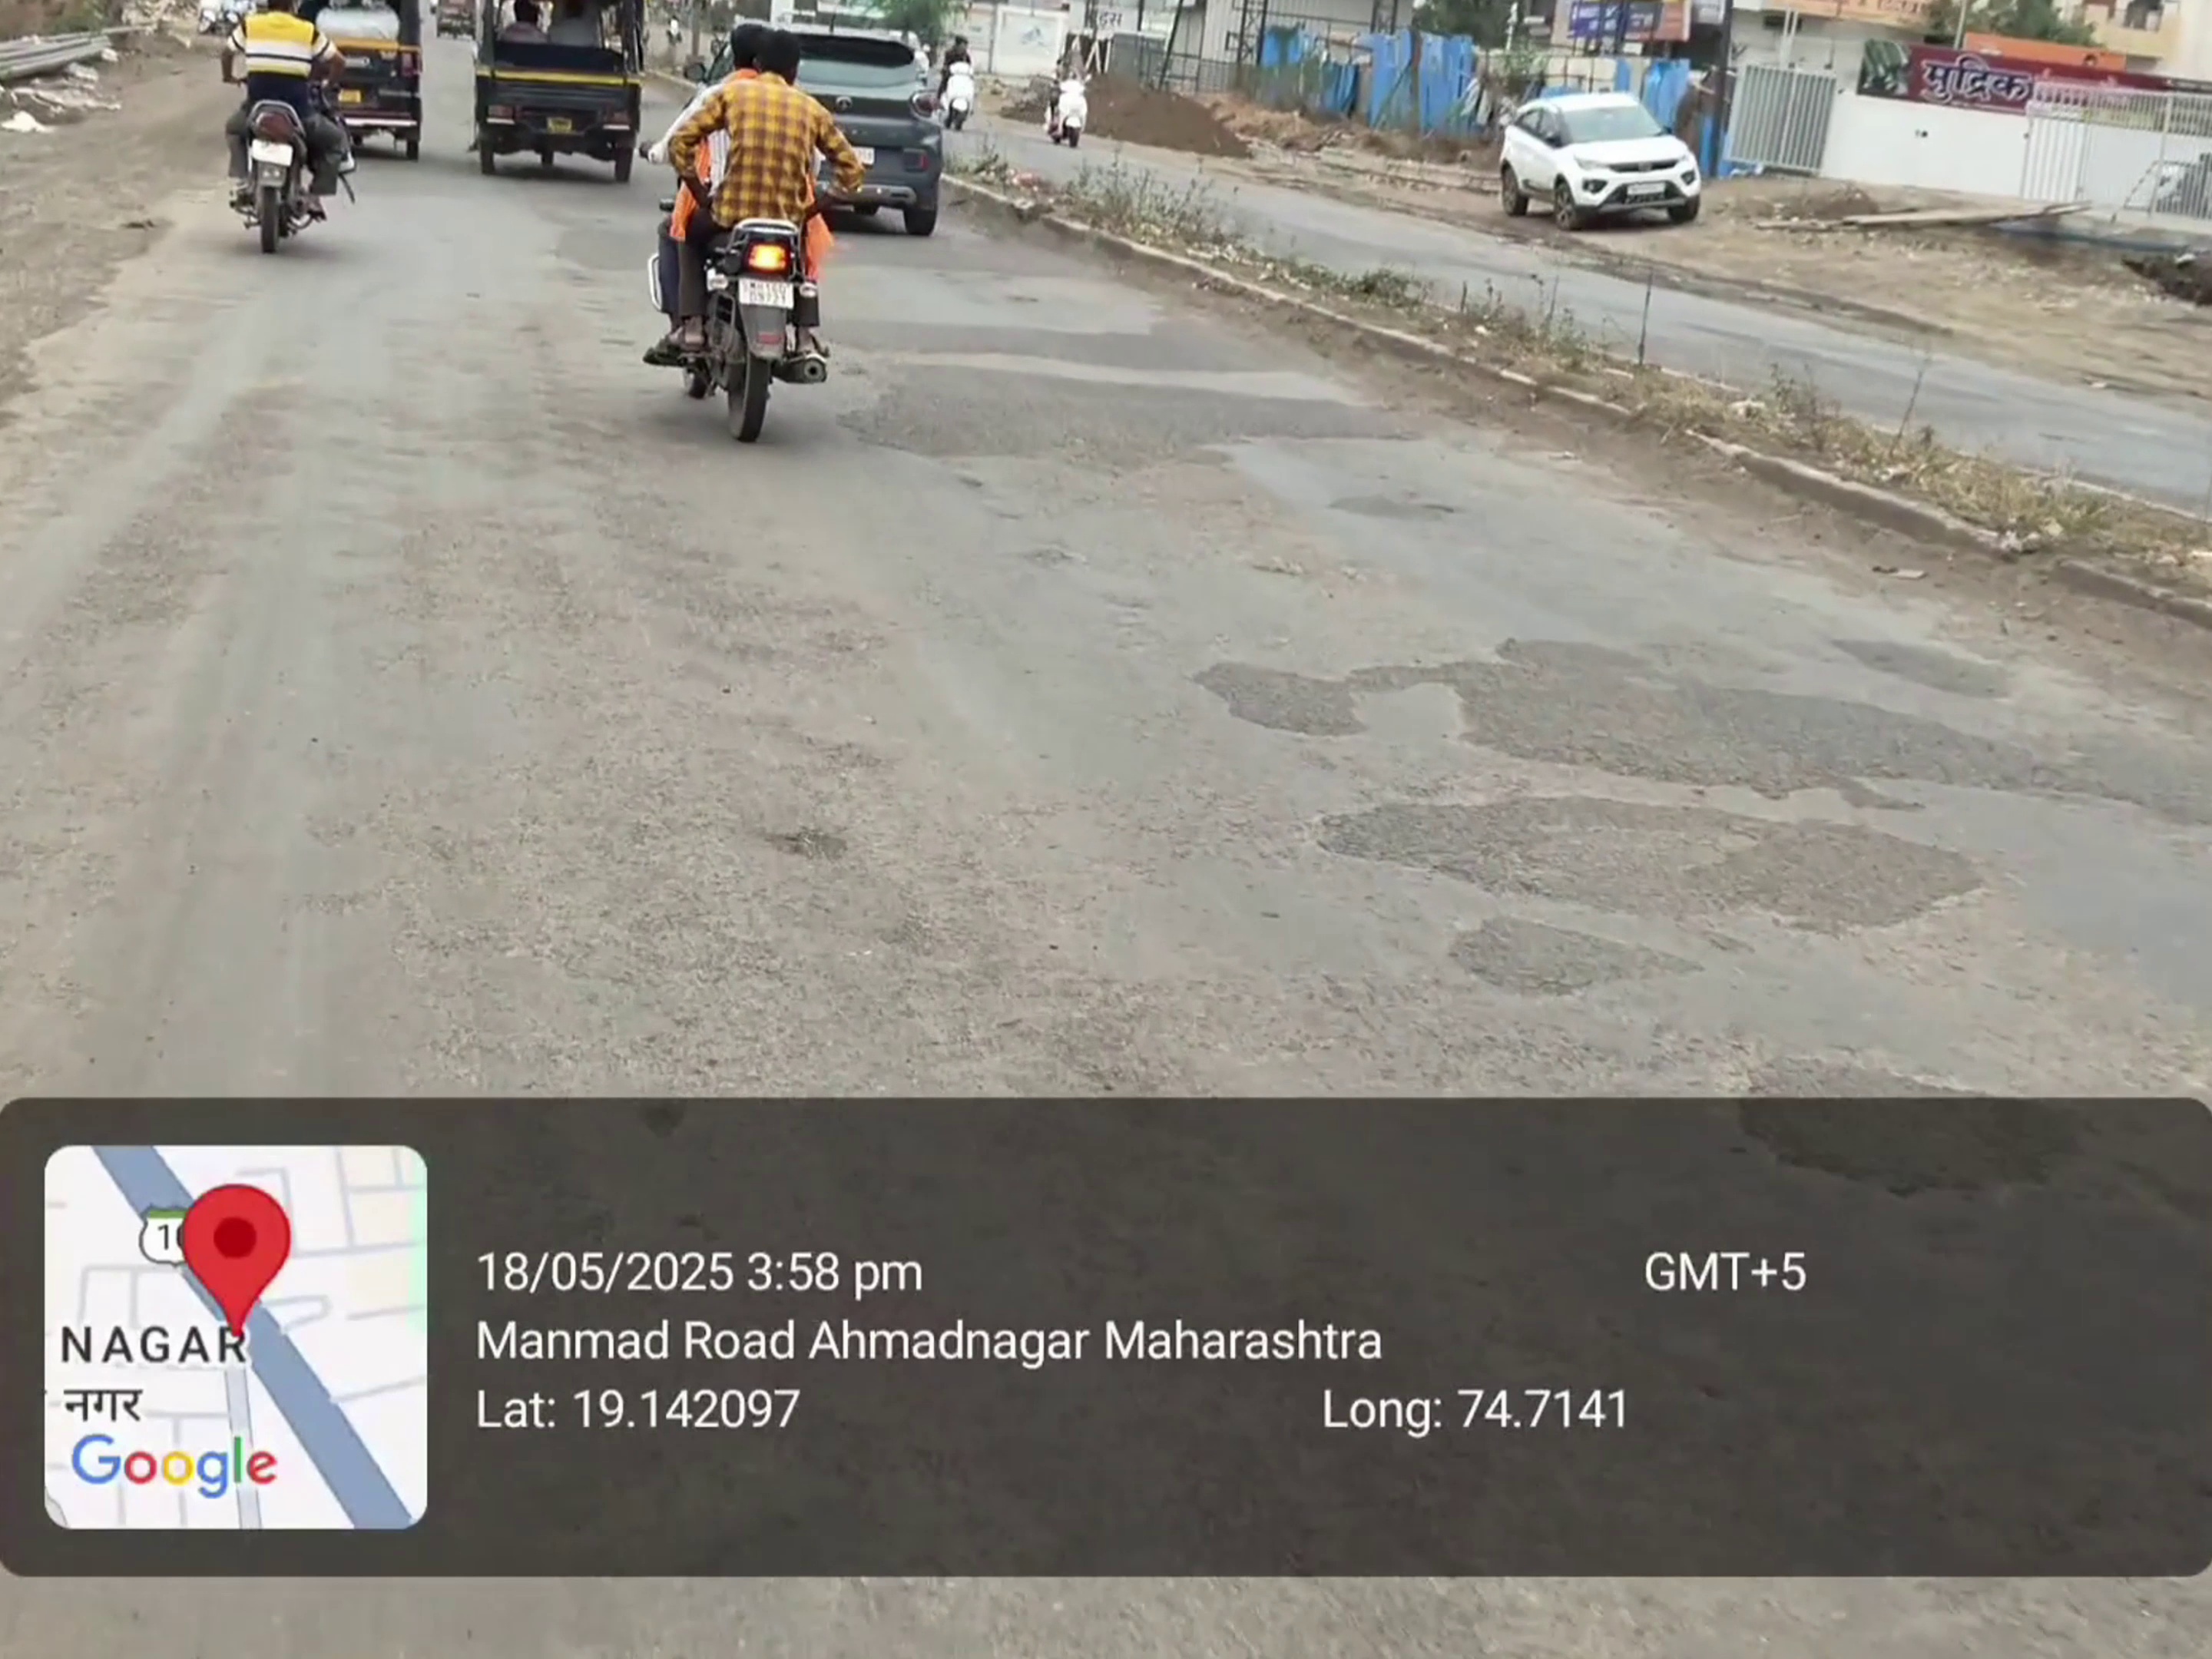 मुद्रिक
1
NAGAR
नगर
Google
18/05/2025 3:58 pm
GMT+5
Manmad Road Ahmadnagar Maharashtra
Lat: 19.142097
Long: 74.7141